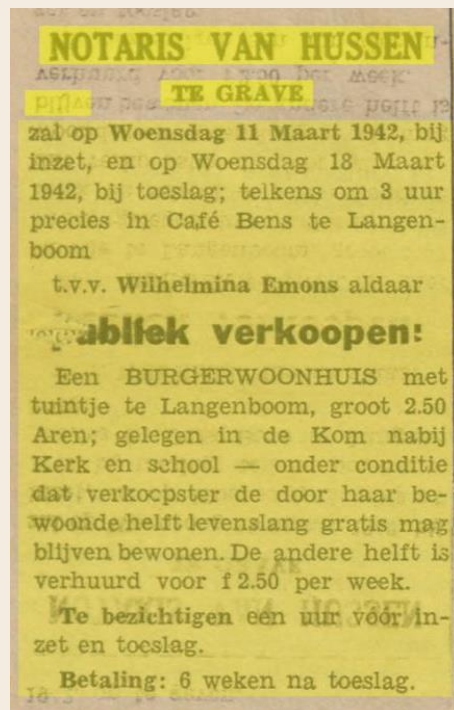 NOTARIS VAN HUSSEN
TE GRAVE
zal op Woensdag 11 Maart 1942, bij
inzet, en op Woensdag 18 Maart
1942, bij toeslag; telkens om 3 uur
precies in Café Bens te Langen-
boom
t.v.v. Wilhelmina Emons aldaar
publiek verkoopen:
Een BURGERWOONHUIS met
tuintje te Langenboom, groot 2.50
Aren; gelegen in de Kom nabij
Kerk en school — onder conditie
dat verkoopster de door haar be-
woonde helft levenslang gratis mag
blijven bewonen. De andere helft is
verhuurd voor f 2.50 per week.
Te bezichtigen een uur vóór in-
zet en toeslag.
Betaling: 6 weken na toeslag.